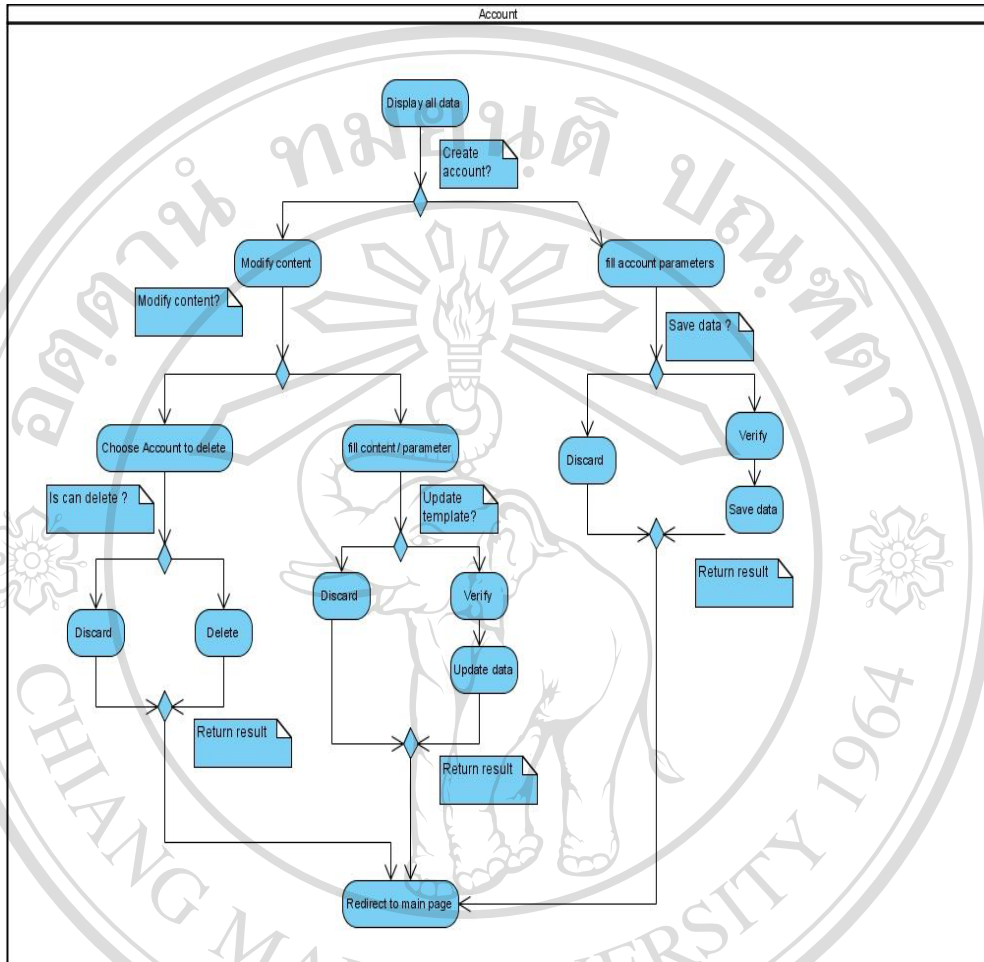 Account
Display all data
Create
account?
Modify content
fill account parameters
Modify content?
Save data ?
Choose Account to delete
fill content / parameter
Discard
Verify
Save data
Is can delete ?
Update
template?
Discard
Verify
Return result
Discard
Delete
Update data
Return result
Return result
Redirect to main page
CHIANG MAI UNIVERSITY 1964